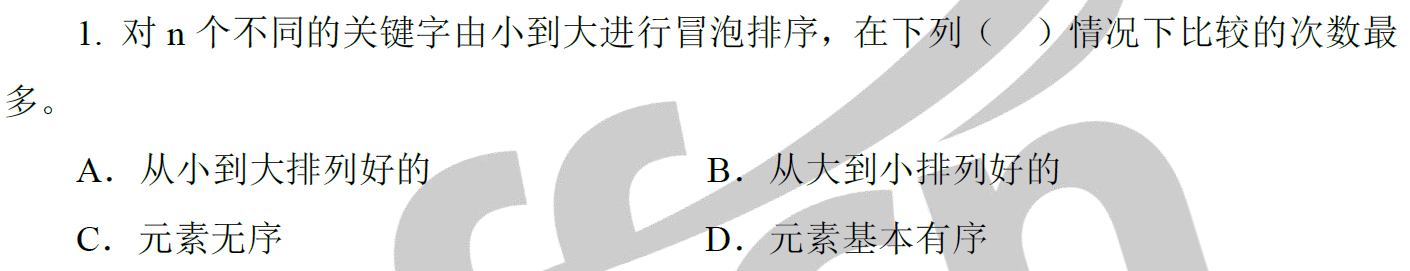 1. 对 n 个不同的关键字由小到大进行冒泡排序，在下列（ ）情况下比较的次数最
多。
A．从小到大排列好的 B．从大到小排列好的
C．元素无序 D．元素基本有序